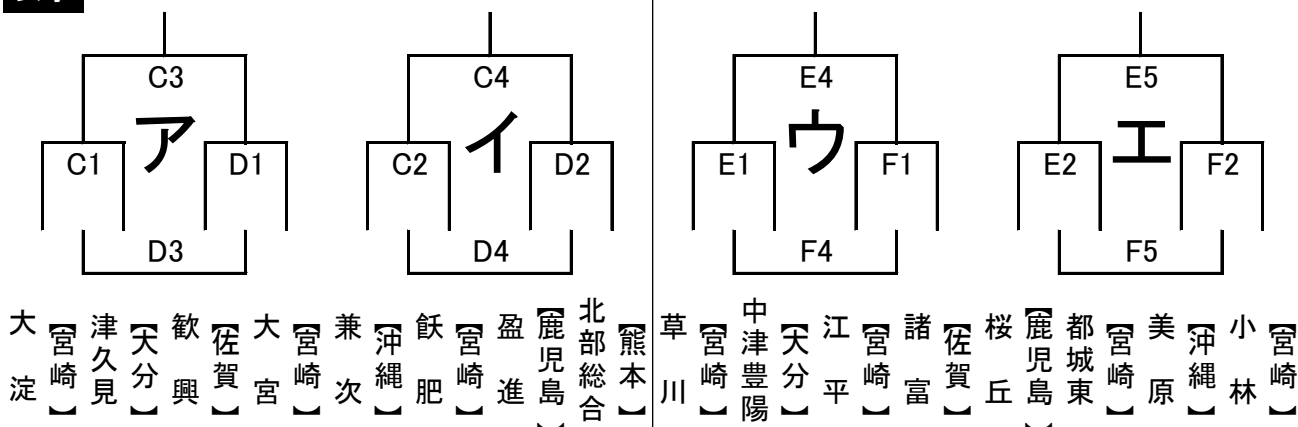 C3
C4
E4
E5
ア
イ
ウ
エ
C1
D1
C2
D2
E1
F1
E2
F2
D3
D4
F4
F5
大淀
【宮崎】
津久見
【大分】
歓興
【佐賀】
大宮
【宮崎】
兼次
【沖縄】
飫肥
【宮崎】
盈進
【鹿児島】
北部総合
【熊本】
草川
【宮崎】
中津豊陽
【大分】
江平
【宮崎】
諸富
【佐賀】
桜丘
【鹿児島】
都城東
【宮崎】
美原
【沖縄】
小林
【宮崎】